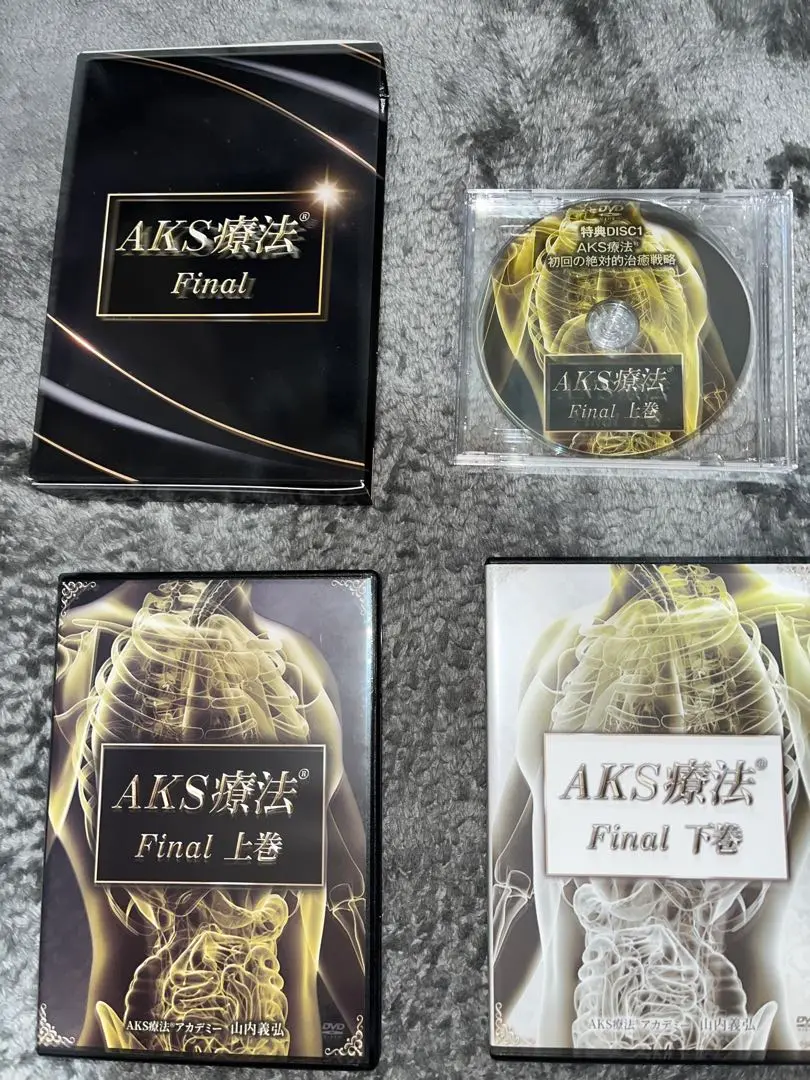 AKS療法®
Final
DVD
特典DISC1
AKS療法®
初回の絶対的治癒戦略
AKS療法®
Final 上巻
AKS療法®
Final 上巻
AKS療法®アカデミー 山内義弘
DVD
AKS療法®
Final 下巻
AKS療法®アカデミー 山内義弘